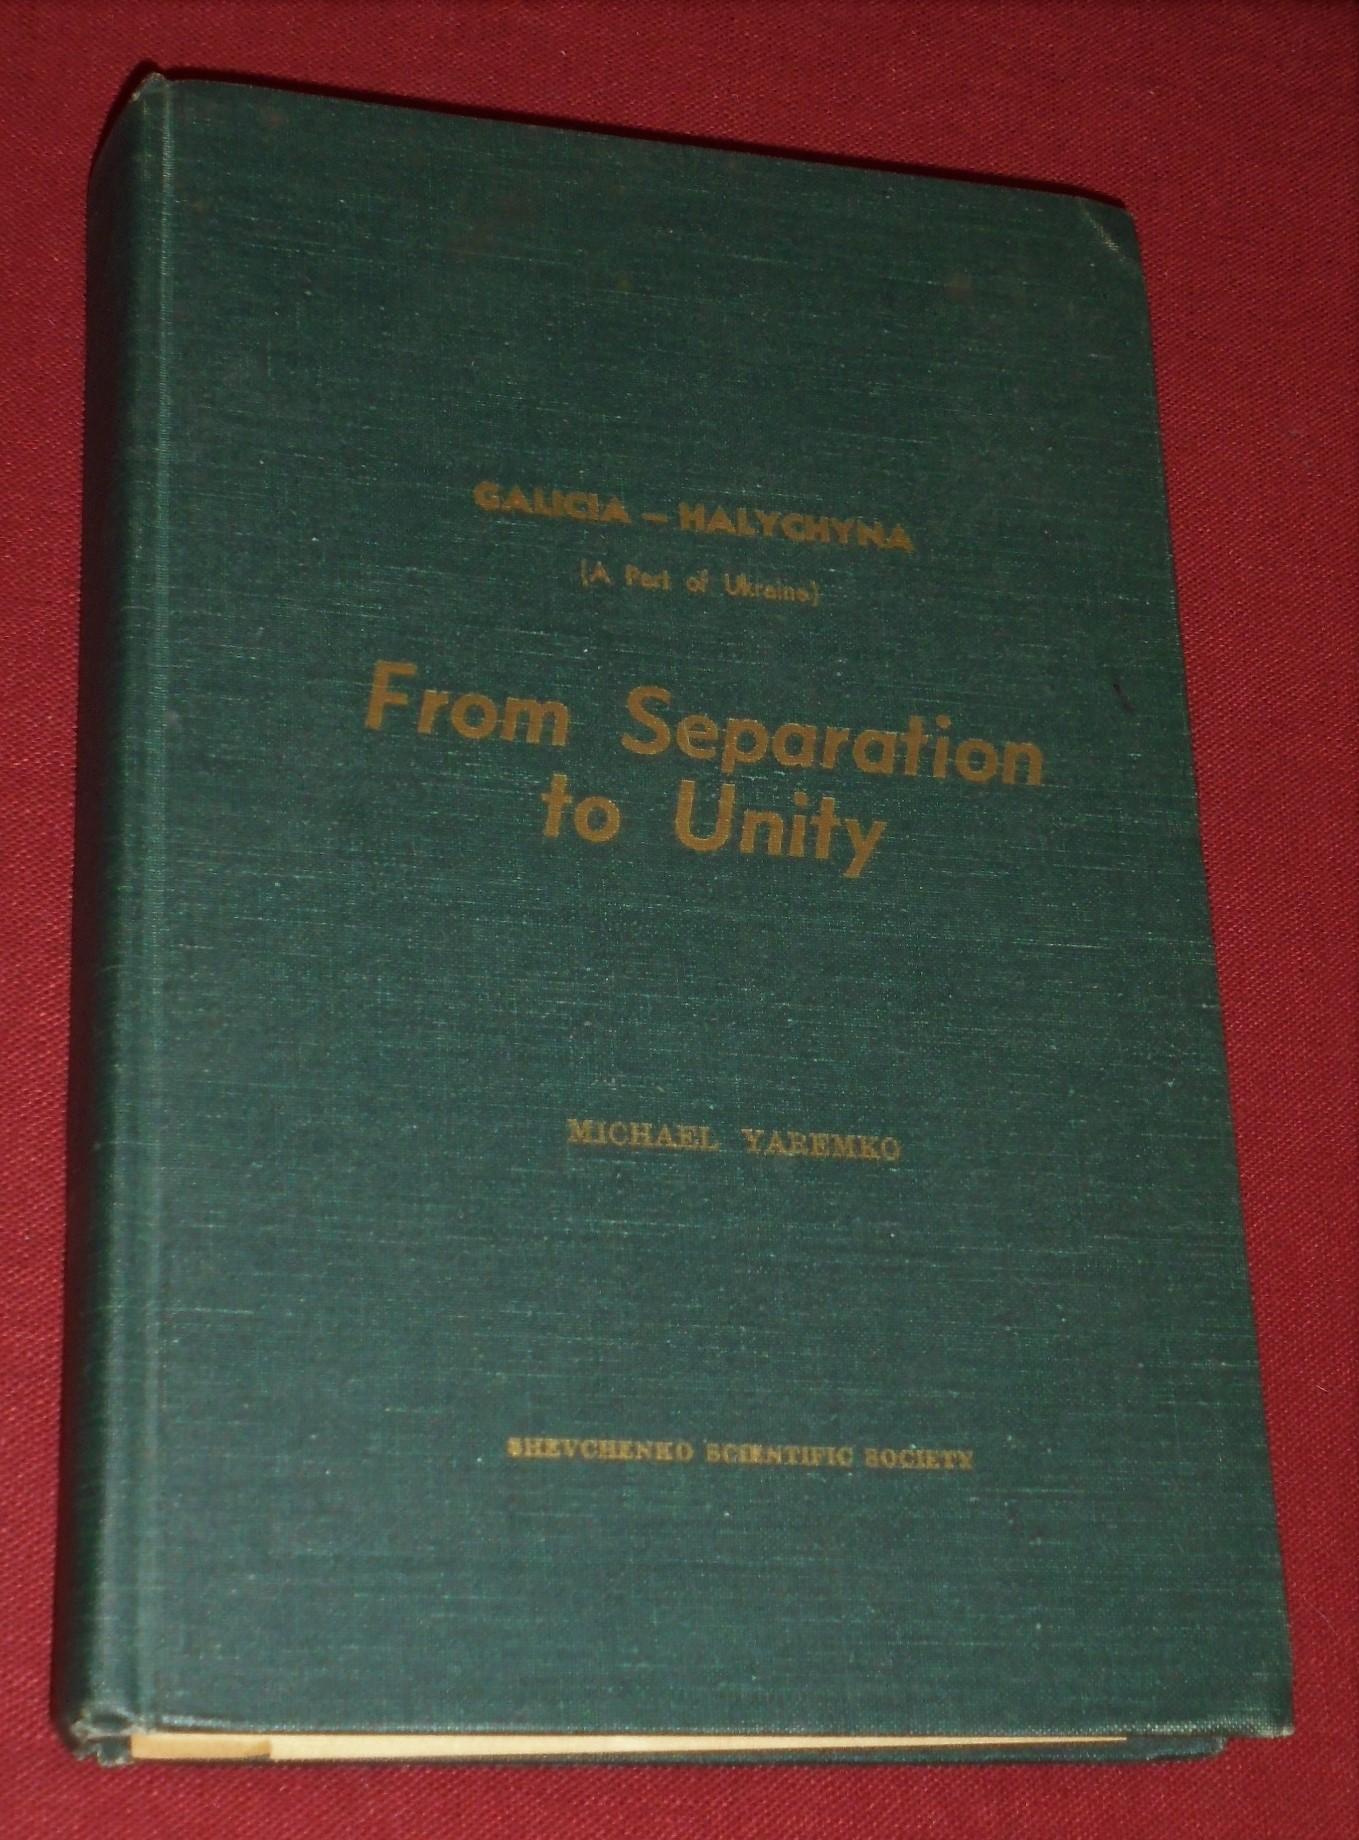 GALICIA – HALYCHYNA
(A Part of Ukraine)
From Separation
to Unity
MICHAEL YAREMKO
SHEVCHENKO SCIENTIFIC SOCIETY